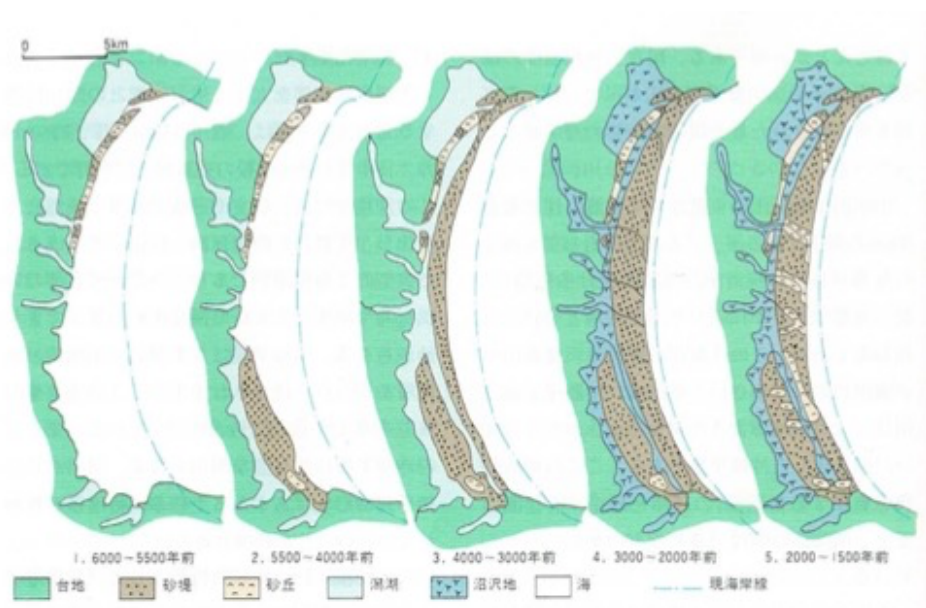 0 5km
1. 6000～5500年前 2. 5500～4000年前 3. 4000～3000年前 4. 3000～2000年前 5. 2000～1500年前
台地 砂堤 砂丘 潟湖 沼沢地 海 現海岸線